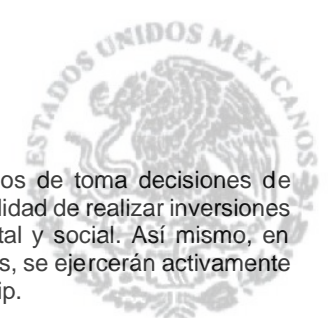 ESTADOS UNIDOS MEXICANOS
os de toma decisiones de
lidad de realizar inversiones
tal y social. Así mismo, en
s, se ejercerán activamente
ip.